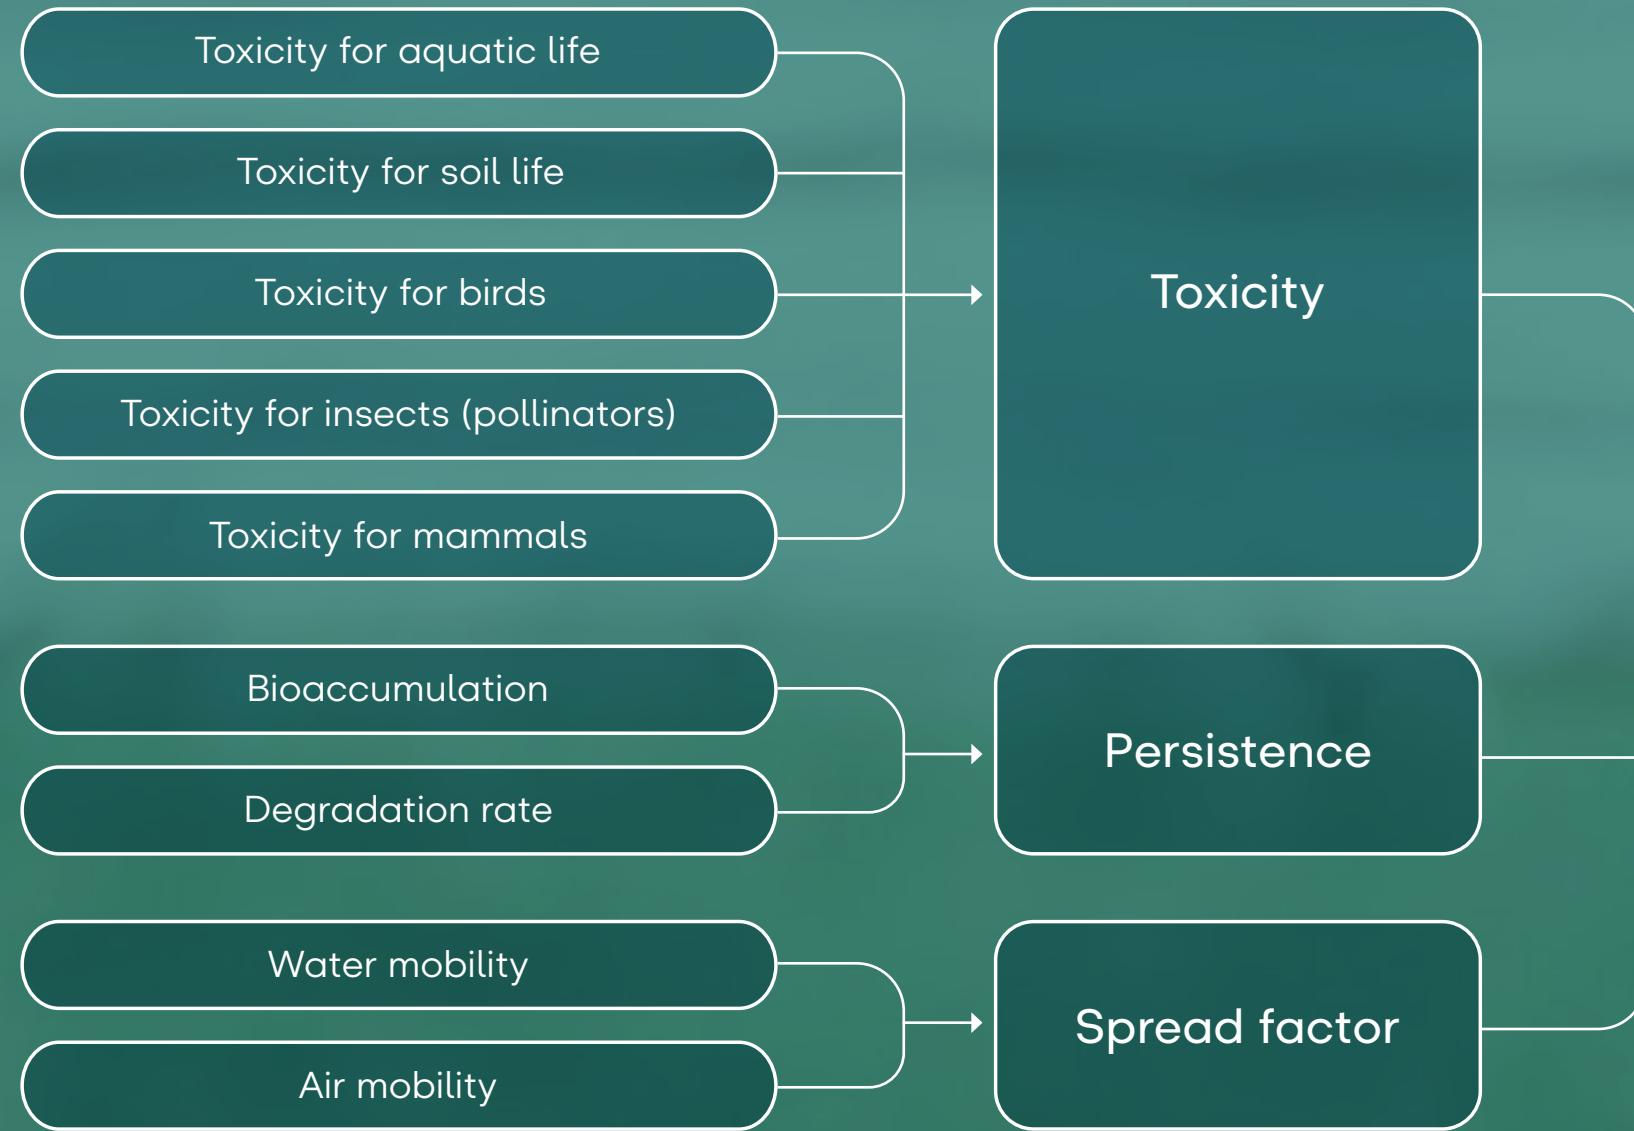 Toxicity for aquatic life
Toxicity for soil life
Toxicity for birds
Toxicity for insects (pollinators)
Toxicity for mammals
Toxicity
Bioaccumulation
Degradation rate
Persistence
Water mobility
Air mobility
Spread factor